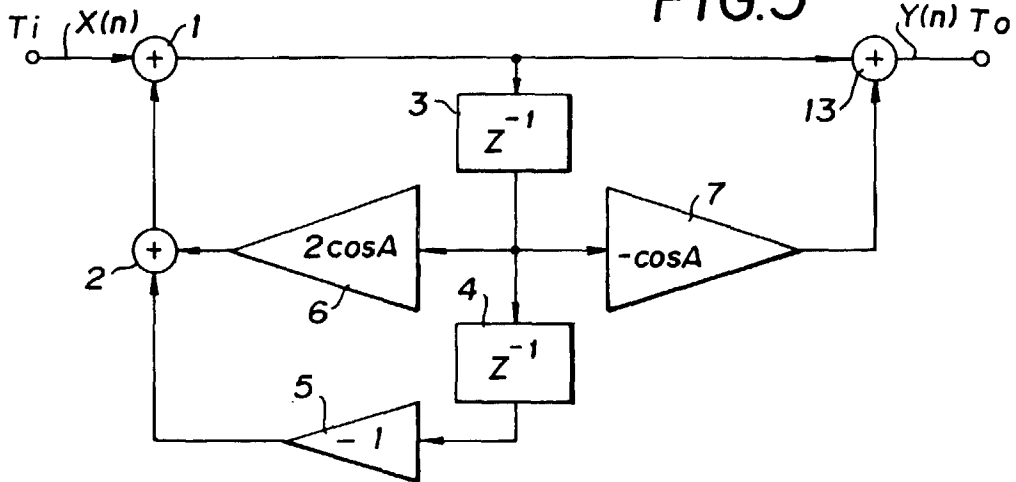 FIG.5
Ti X(n) 1 Y(n) To
+ +
13
3 Z⁻¹
7
+ 2cosA -cosA
2 6 4
Z⁻¹
5
-1